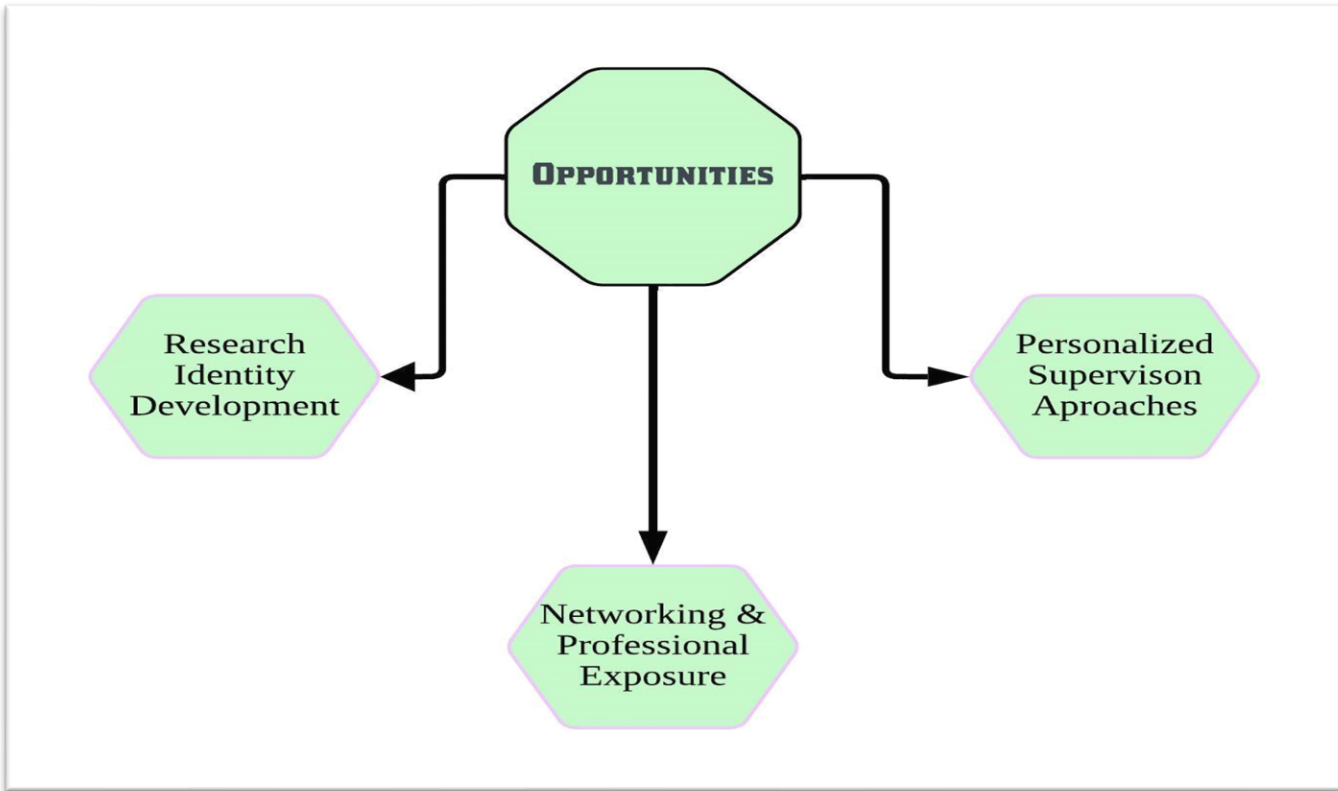 Opportunities
Research
Identity
Development
Personalized
Supervison
Aproaches
Networking &
Professional
Exposure